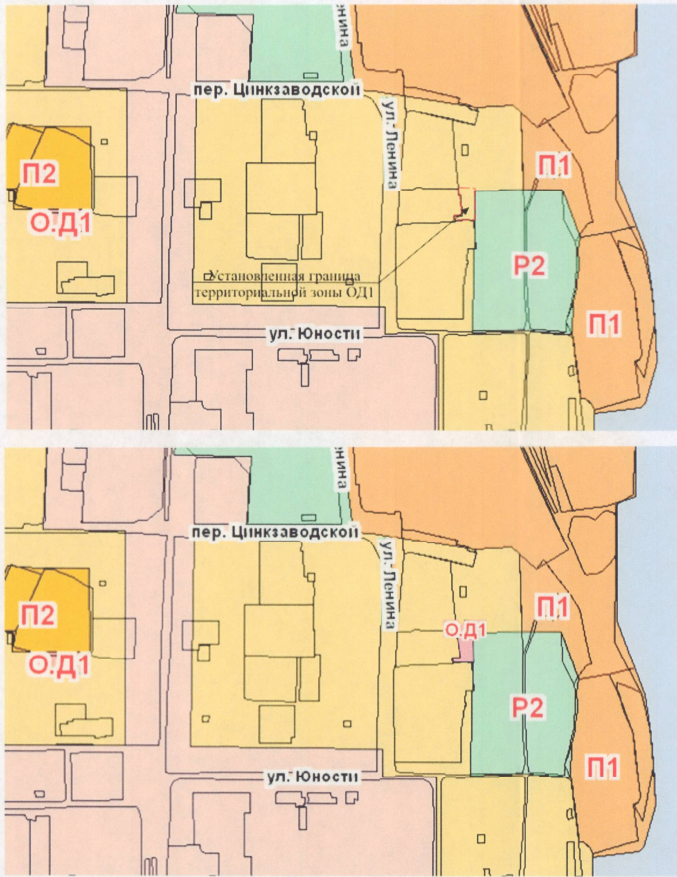 Ленина
пер. Цинкзаводской
ул. Ленина
П1
П2
О.Д1
Р2
Установленная граница
территориальной зоны ОД1
П1
ул. Юности
В
Ленина
пер. Цинкзаводской
ул. Ленина
П1
П2
О.Д1
О.Д1
Р2
П1
ул. Юности